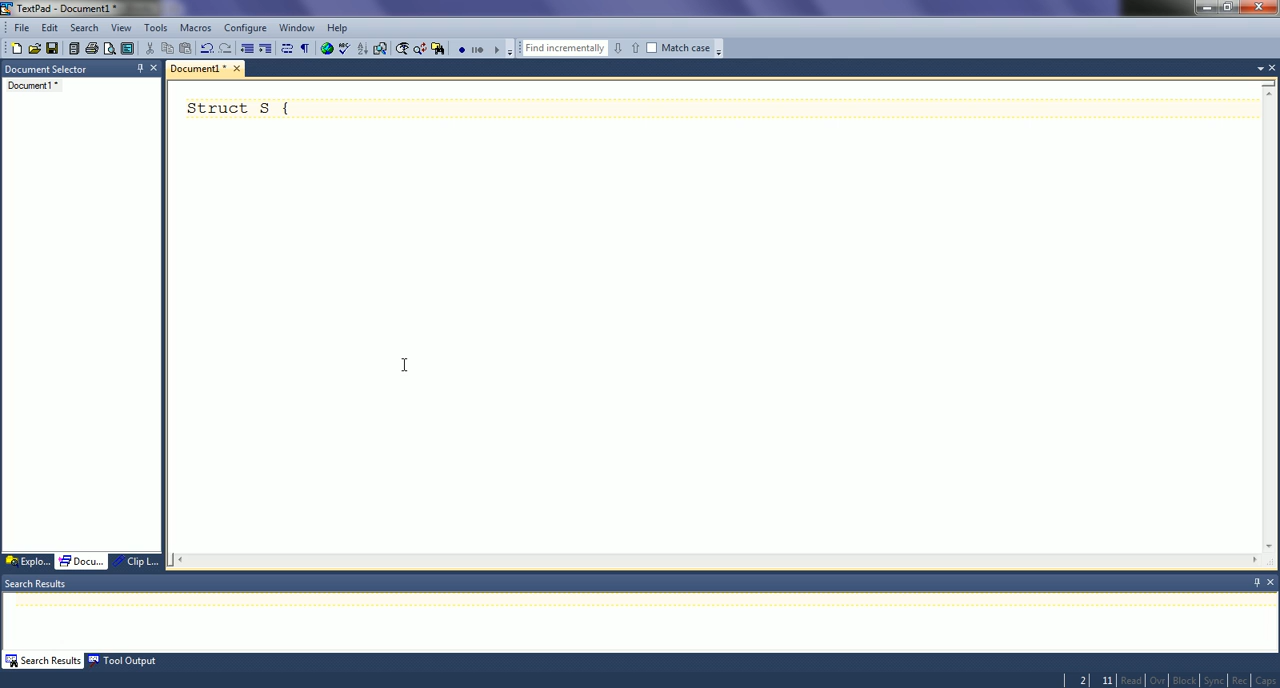 TextPad - Document1 *
File Edit Search View Tools Macros Configure Window Help
Find incrementally Match case
Document Selector
Document1 *
Document1 *
Struct S {
Explo... Docu... Clip L...
Search Results
Search Results Tool Output
2 11 Read Ovr Block Sync Rec Caps